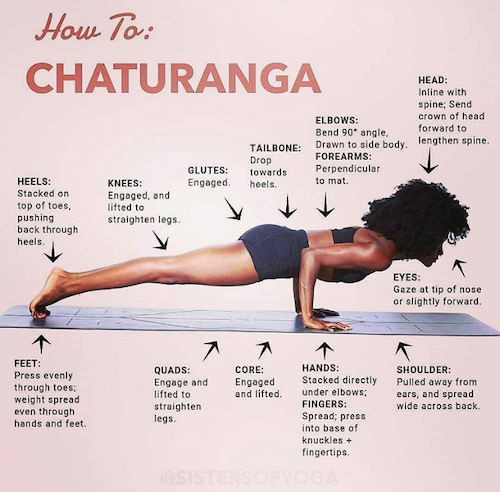 How To:
CHATURANGA
HEAD:
Inline with
spine; Send
crown of head
forward to
lengthen spine.
ELBOWS:
Bend 90° angle,
Drawn to side body.
FOREARMS:
Perpendicular
to mat.
TAILBONE:
Drop
towards
heels.
GLUTES:
Engaged.
KNEES:
Engaged, and
lifted to
straighten legs.
HEELS:
Stacked on
top of toes,
pushing
back through
heels.
EYES:
Gaze at tip of nose
or slightly forward.
FEET:
Press evenly
through toes;
weight spread
even through
hands and feet.
QUADS:
Engage and
lifted to
straighten
legs.
CORE:
Engaged
and lifted.
HANDS:
Stacked directly
under elbows;
FINGERS:
Spread; press
into base of
knuckles +
fingertips.
SHOULDER:
Pulled away from
ears, and spread
wide across back.
@SISTERSOFYOGA